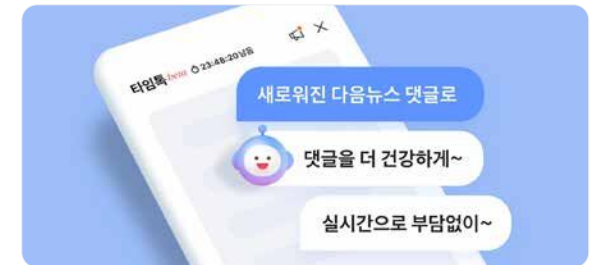 타임톡beta 23:48:20남음
새로워진 다음뉴스 댓글로
댓글을 더 건강하게~
실시간으로 부담없이~